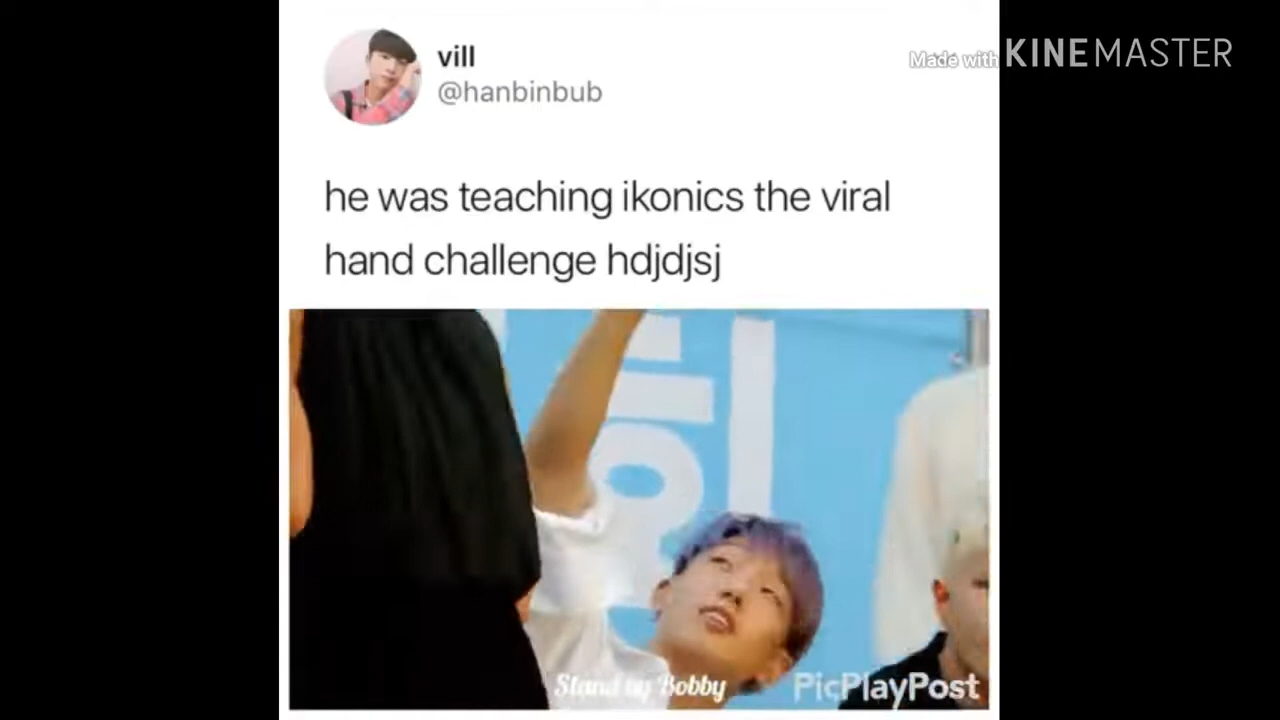 vill
Made with KINEMASTER
@hanbinbub
he was teaching ikonics the viral
hand challenge hdjdjsj
Stand by Bobby
PicPlayPost